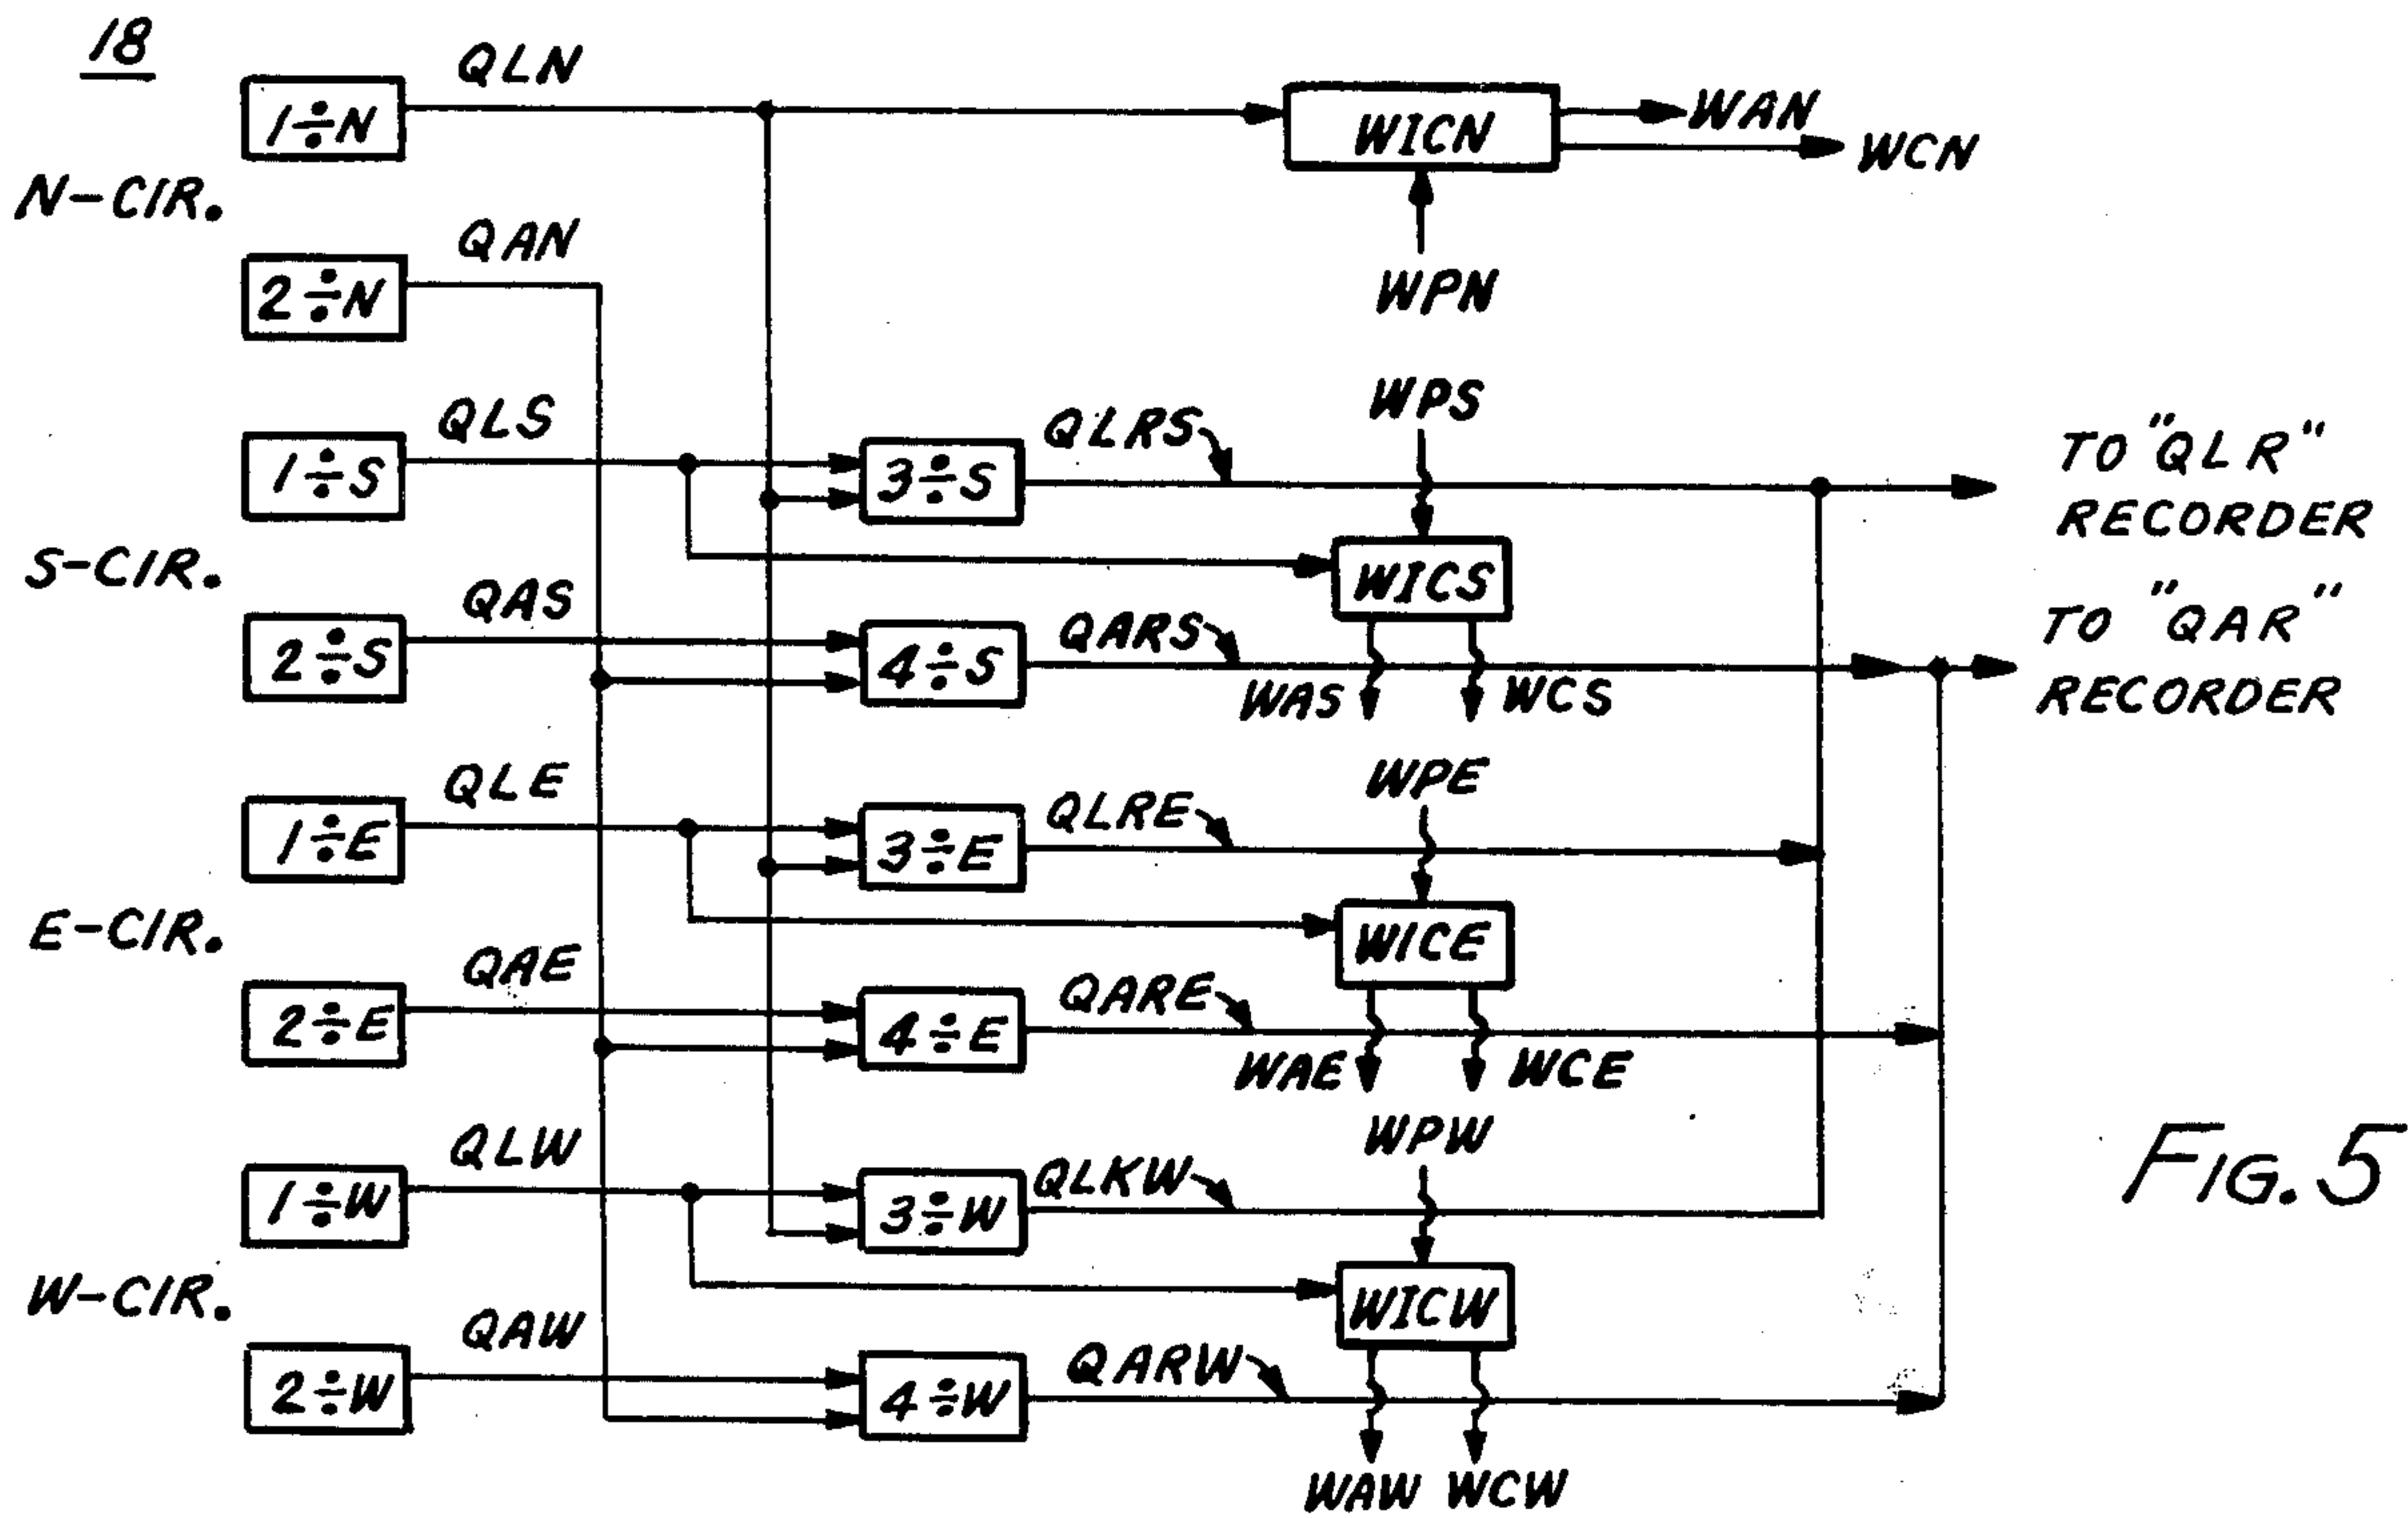 18
QLN
1÷N
WICN
WAN
WCN
N-CIR.
WPN
QAN
2÷N
QLS
1÷S
3÷S
QLRS
WPS
TO "QLR"
RECORDER
S-CIR.
WICS
QAS
2÷S
4÷S
QARS
WAS
WCS
TO "QAR"
RECORDER
QLE
1÷E
3÷E
QLRE
WPE
E-CIR.
WICE
QAE
2÷E
4÷E
QARE
WAE
WCE
QLW
1÷W
3÷W
QLKW
WPW
FIG. 5
W-CIR.
WICW
QAW
2÷W
4÷W
QARW
WAW
WCW